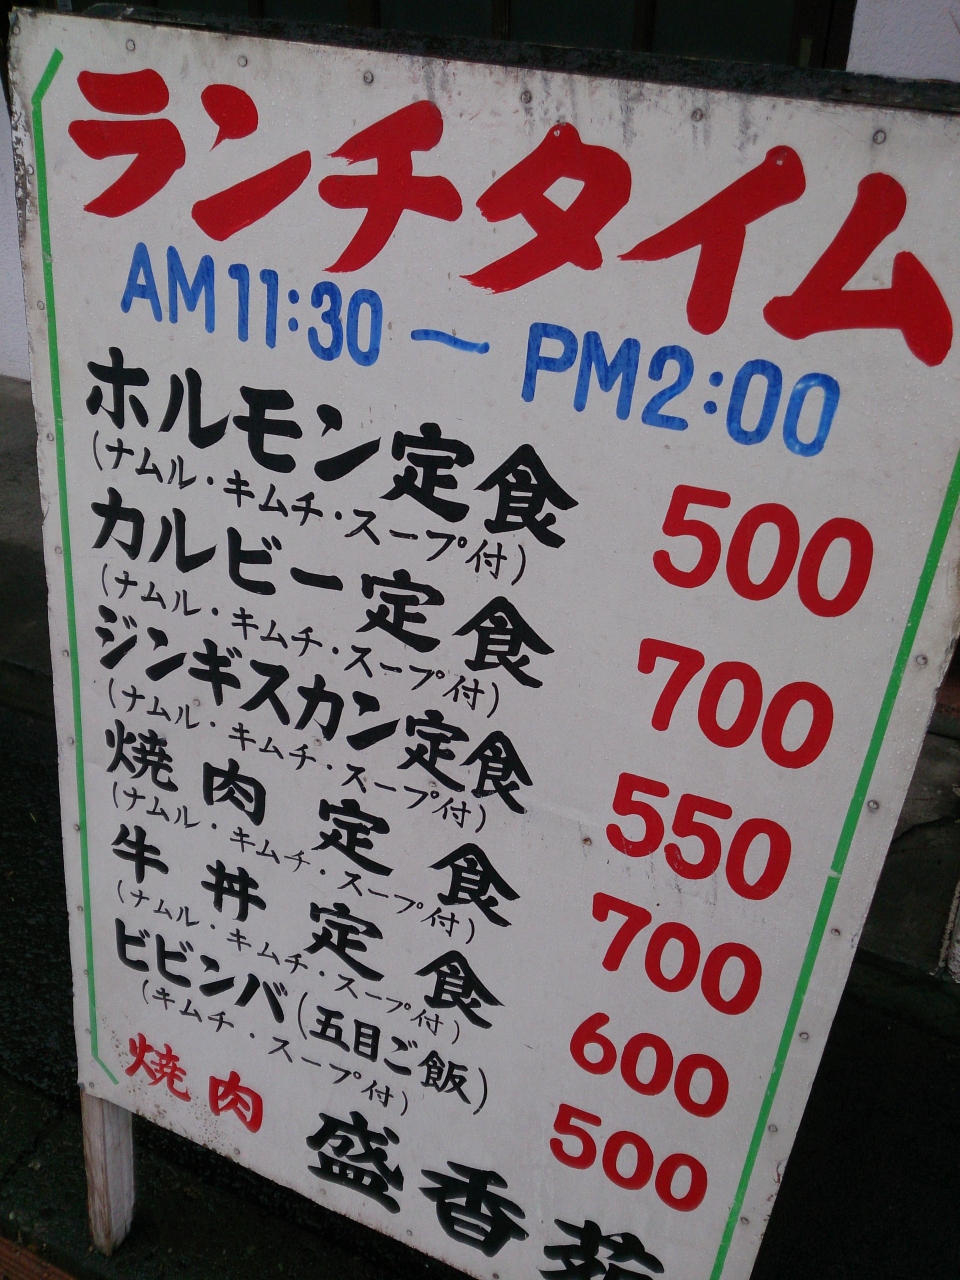 ランチタイム
AM11:30 〜 PM2:00
ホルモン定食 500
(ナムル・キムチ・スープ付)
カルビー定食 700
(ナムル・キムチ・スープ付)
ジンギスカン定食 550
(ナムル・キムチ・スープ付)
焼肉定食 700
(ナムル・キムチ・スープ付)
牛丼定食 600
(ナムル・キムチ・スープ付)
ビビンバ(五目ご飯) 500
(キムチ・スープ付)
焼肉 盛香苑